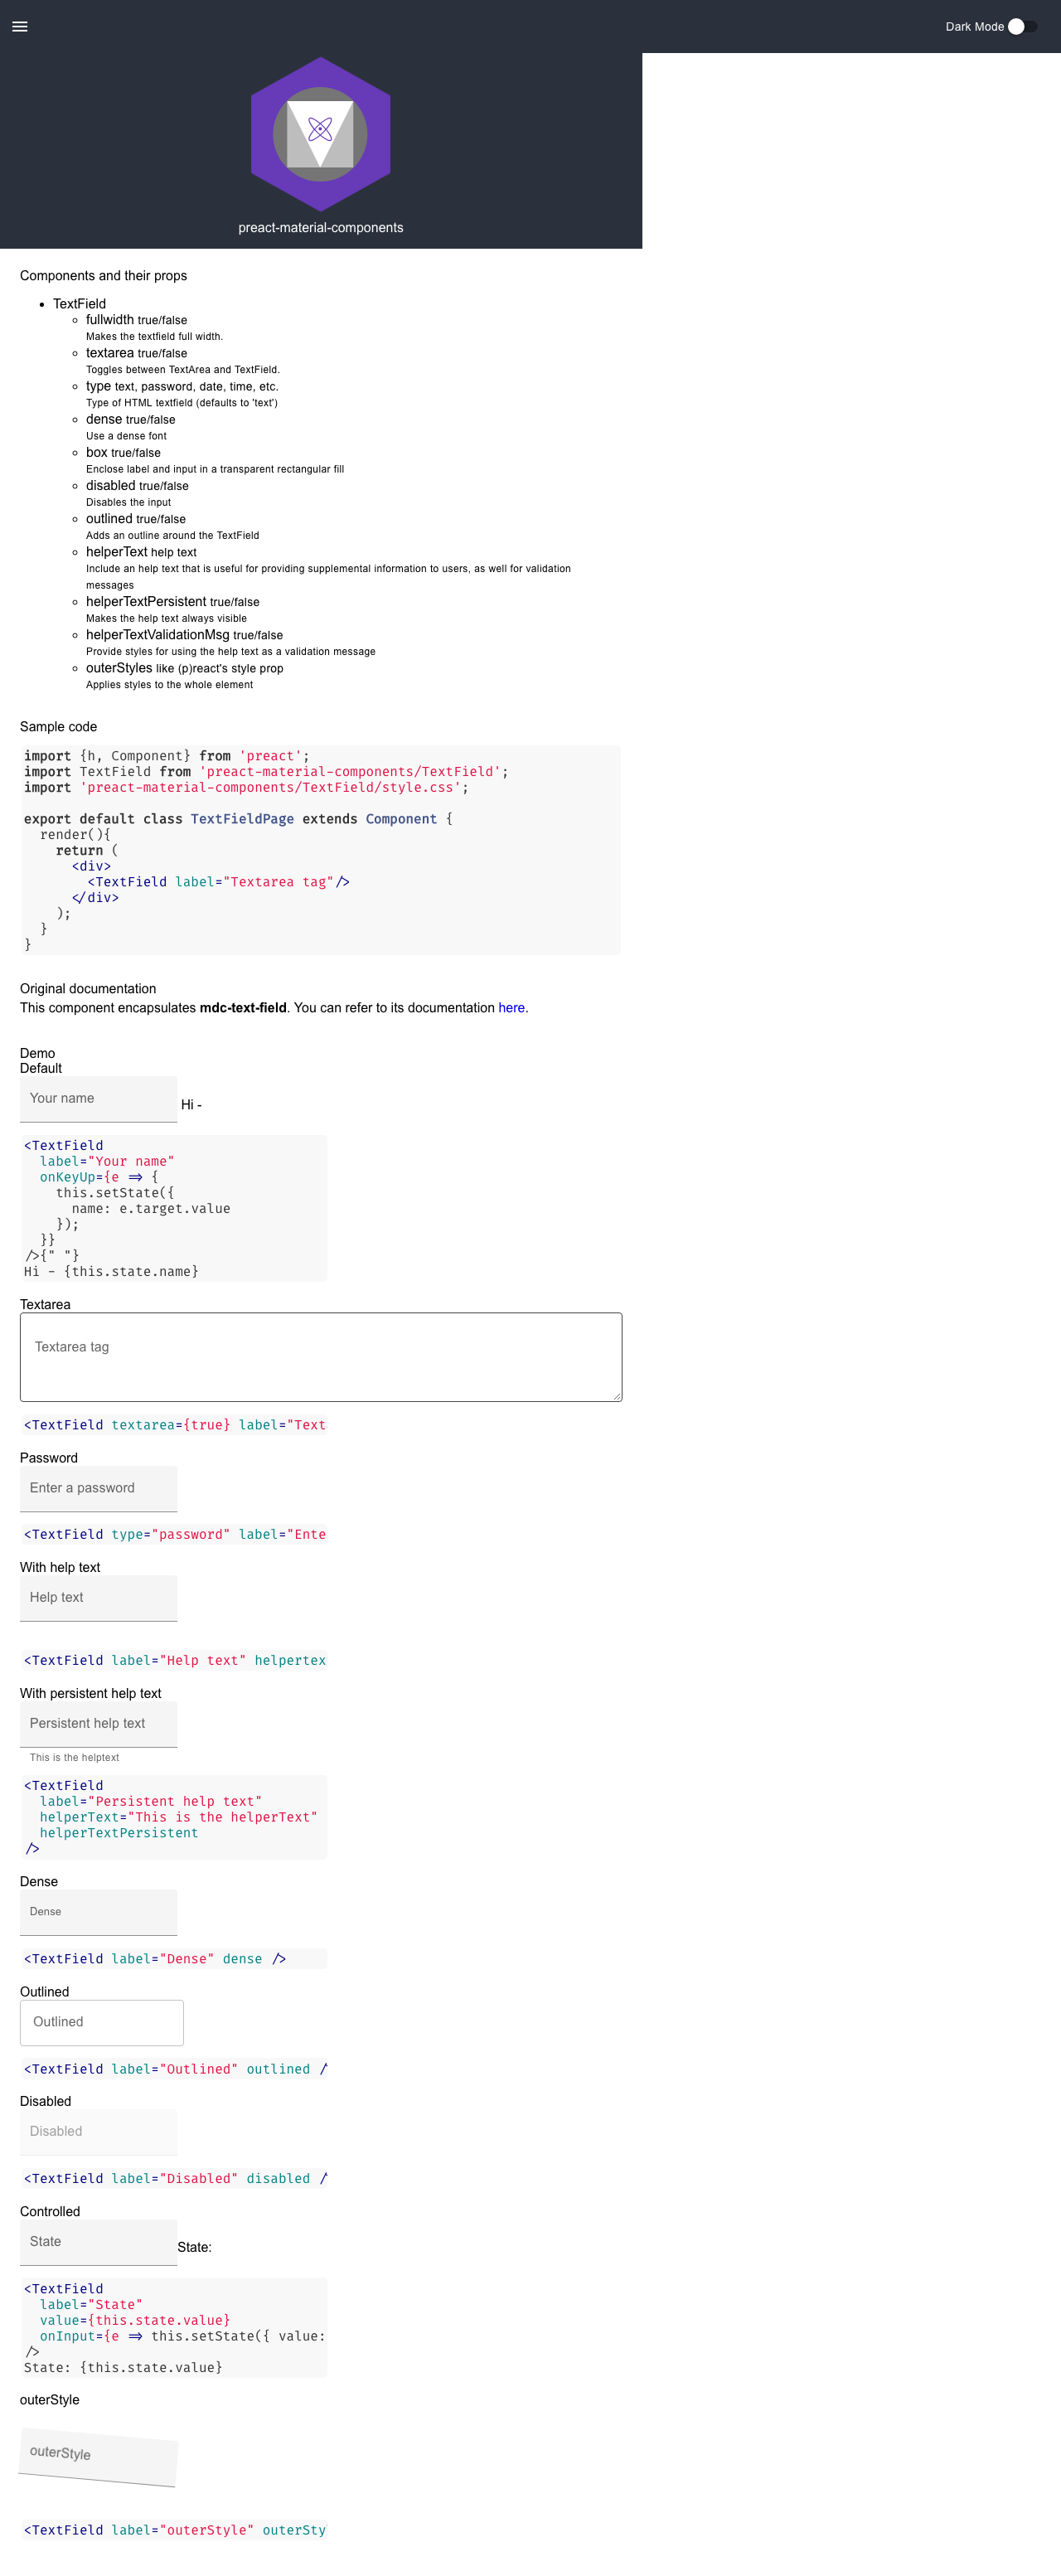 Dark Mode
preact-material-components
Components and their props
TextField
fullwidth true/false
Makes the textfield full width.
textarea true/false
Toggles between TextArea and TextField.
type text, password, date, time, etc.
Type of HTML textfield (defaults to 'text')
dense true/false
Use a dense font
box true/false
Enclose label and input in a transparent rectangular fill
disabled true/false
Disables the input
outlined true/false
Adds an outline around the TextField
helperText help text
Include an help text that is useful for providing supplemental information to users, as well for validation
messages
helperTextPersistent true/false
Makes the help text always visible
helperTextValidationMsg true/false
Provide styles for using the help text as a validation message
outerStyles like (p)react's style prop
Applies styles to the whole element
Sample code
import {h, Component} from 'preact';
import TextField from 'preact-material-components/TextField';
import 'preact-material-components/TextField/style.css';
export default class TextFieldPage extends Component {
render(){
return (
<div>
<TextField label="Textarea tag"/>
</div>
);
}
}
Original documentation
This component encapsulates mdc-text-field. You can refer to its documentation here.
Demo
Default
Your name Hi -
<TextField
label="Your name"
onKeyUp={e => {
this.setState({
name: e.target.value
});
}}
/>{" "}
Hi - {this.state.name}
Textarea
Textarea tag
<TextField textarea={true} label="Text
Password
Enter a password
<TextField type="password" label="Ente
With help text
Help text
<TextField label="Help text" helpertex
With persistent help text
Persistent help text
This is the helptext
<TextField
label="Persistent help text"
helperText="This is the helperText"
helperTextPersistent
/>
Dense
Dense
<TextField label="Dense" dense />
Outlined
Outlined
<TextField label="Outlined" outlined /
Disabled
Disabled
<TextField label="Disabled" disabled /
Controlled
State State:
<TextField
label="State"
value={this.state.value}
onInput={e => this.setState({ value:
/>
State: {this.state.value}
outerStyle
outerStyle
<TextField label="outerStyle" outerSty